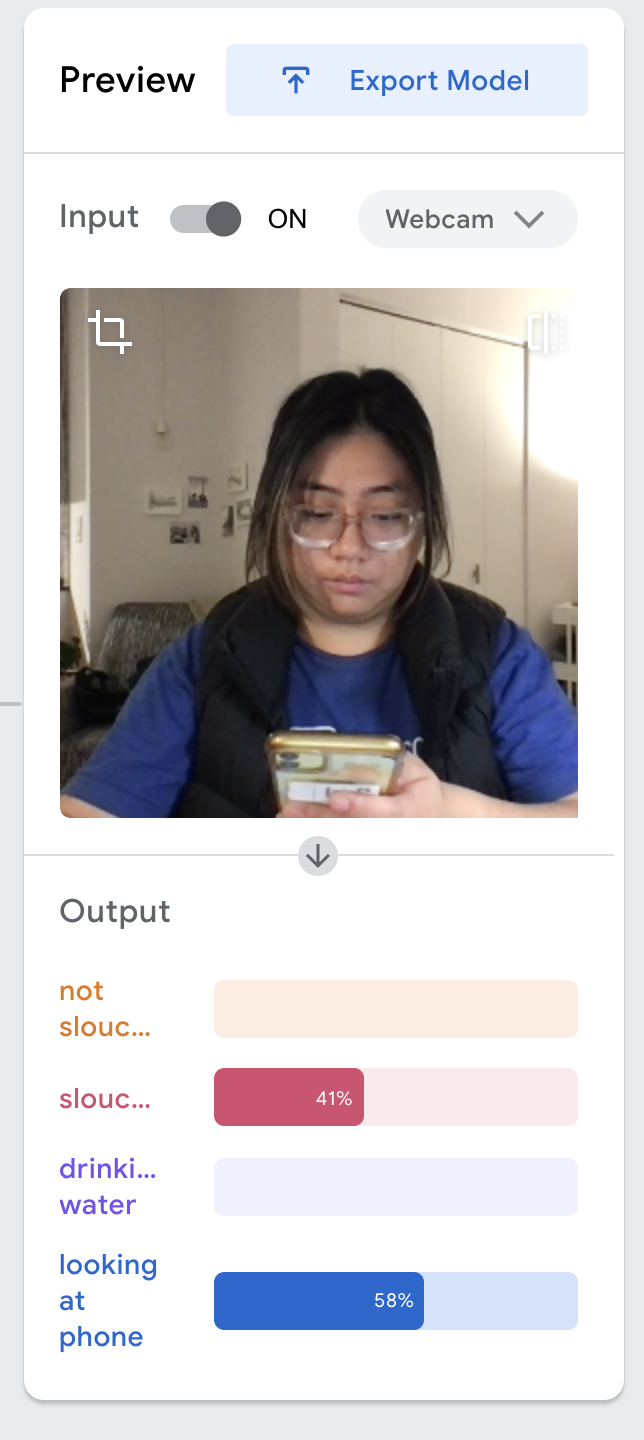 Preview
Export Model
Input
ON
Webcam
Output
not
slouc...
slouc...
41%
drinki...
water
looking
at
phone
58%